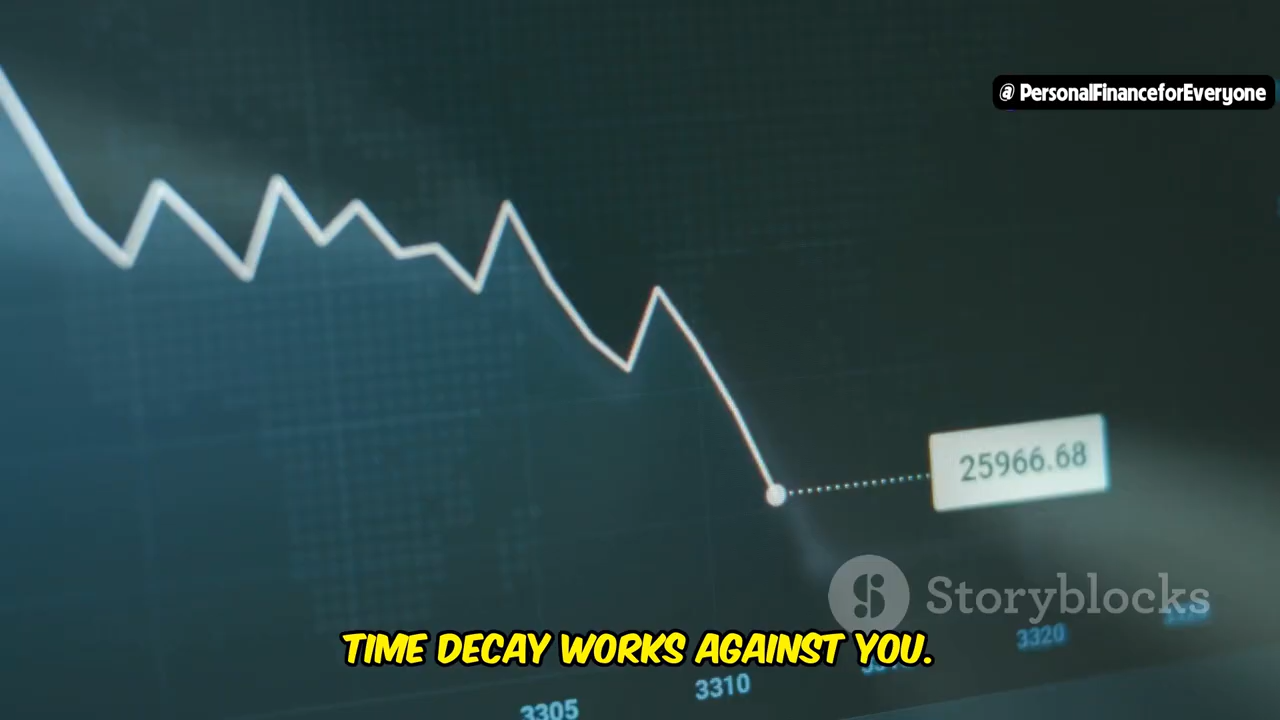 @ PersonalFinanceforEveryone
25966.68
Storyblocks
3320
TIME DECAY WORKS AGAINST YOU.
3310
3305